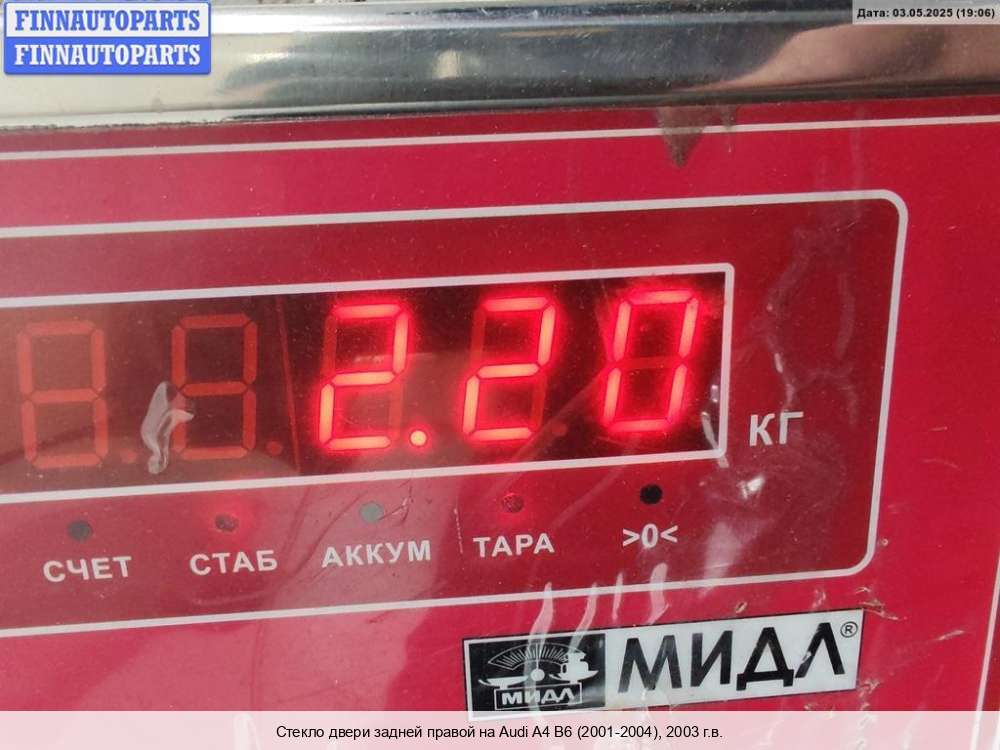 FINNAUTOPARTS
FINNAUTOPARTS
Дата: 03.05.2025 (19:06)
2.20
КГ
СЧЕТ СТАБ АККУМ ТАРА >0<
МИДЛ МИДЛ®
Стекло двери задней правой на Audi A4 B6 (2001-2004), 2003 г.в.